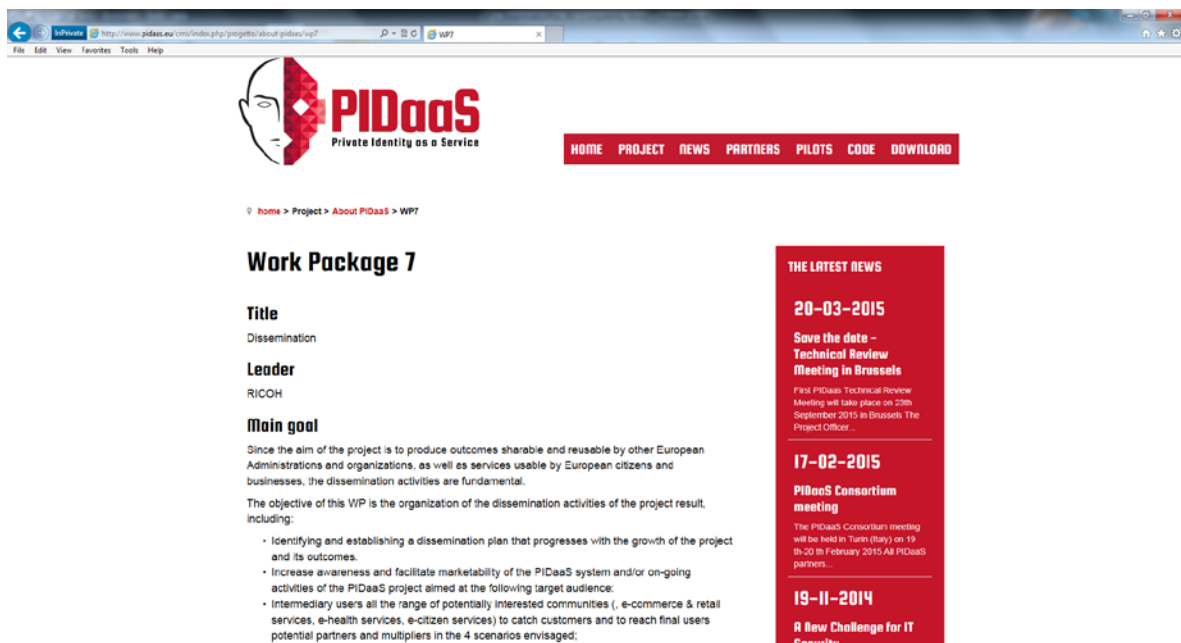 InPrivate http://www.pidaas.eu/cms/index.php/progetto/about-pidaas/wp7 WP7
File Edit View Favorites Tools Help
PIDaaS
Private Identity as a Service
HOME PROJECT NEWS PARTNERS PILOTS CODE DOWNLOAD
home > Project > About PIDaaS > WP7
Work Package 7
Title
Dissemination
Leader
RICOH
Main goal
Since the aim of the project is to produce outcomes sharable and reusable by other European
Administrations and organizations, as well as services usable by European citizens and
businesses, the dissemination activities are fundamental.
The objective of this WP is the organization of the dissemination activities of the project result,
including:
• Identifying and establishing a dissemination plan that progresses with the growth of the project
and its outcomes.
• Increase awareness and facilitate marketability of the PIDaaS system and/or on-going
activities of the PIDaaS project aimed at the following target audience:
• Intermediary users all the range of potentially interested communities (, e-commerce & retail
services, e-health services, e-citizen services) to catch customers and to reach final users
potential partners and multipliers in the 4 scenarios envisaged;
THE LATEST NEWS
20-03-2015
Save the date –
Technical Review
Meeting in Brussels
First PIDaas Technical Review
Meeting will take place on 23th
September 2015 in Brussels The
Project Officer...
17-02-2015
PIDaaS Consortium
meeting
The PIDaaS Consortium meeting
will be held in Turin (Italy) on 19
th-20 th February 2015 All PIDaaS
partners...
19-11-2014
A New Challenge for IT
Security